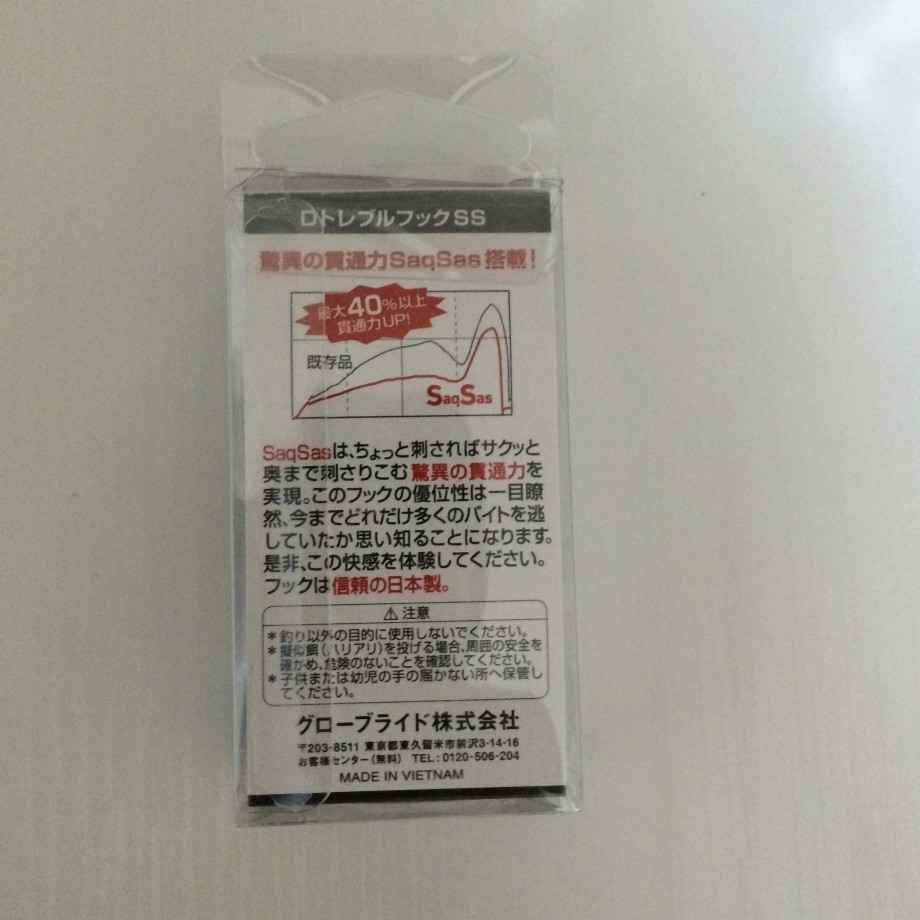 DトレブルフックSS
驚異の貫通力SaqSas搭載!
最大40%以上
貫通力UP!
既存品
SaqSas
SaqSasは、ちょっと刺さればサクッと
奥まで刺さりこむ驚異の貫通力を
実現。このフックの優位性は一目瞭
然、今までどれだけ多くのバイトを逃
していたか思い知ることになります。
是非、この快感を体験してください。
フックは信頼の日本製。
⚠注意
*釣り以外の目的に使用しないでください。
*擬似餌(ハリアリ)を投げる場合、周囲の安全を
確かめ、危険のないことを確認してください。
*子供または幼児の手の届かない所へ保管し
てください。
グローブライド株式会社
〒203-8511 東京都東久留米市前沢3-14-16
お客様センター(無料) TEL:0120-506-204
MADE IN VIETNAM